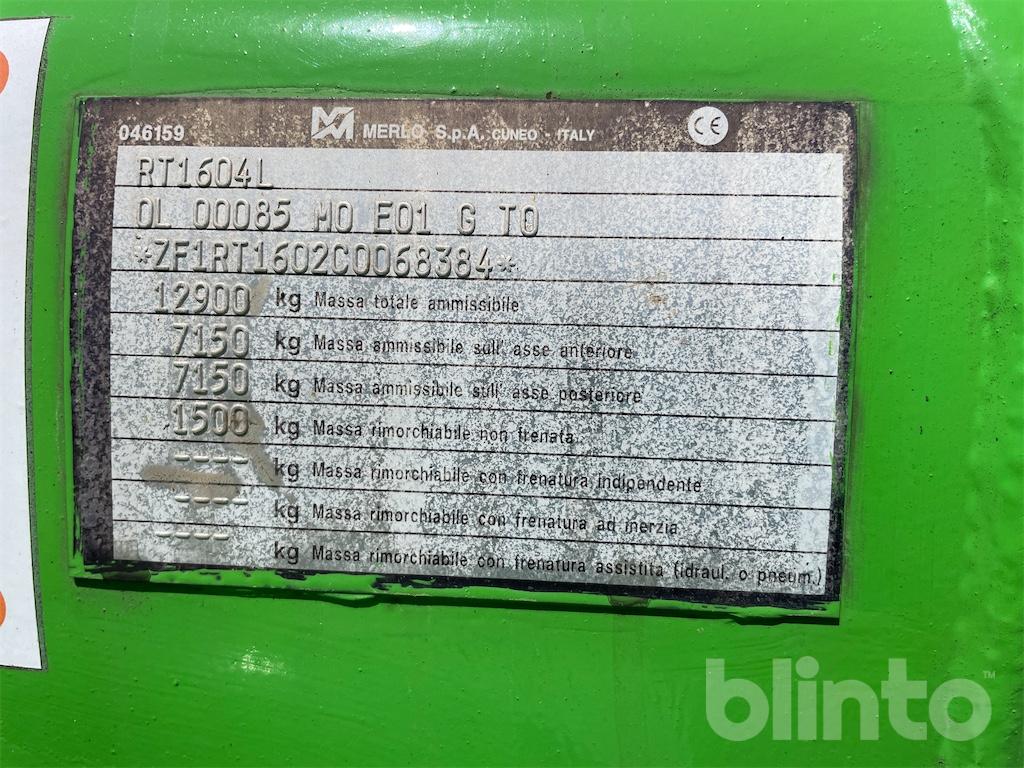 046159 MERLO S.p.A. CUNEO - ITALY CE
RT1604L
OL 00085 MO E01 G TO
*ZF1RT1602C0068384*
12900 kg Massa totale ammissibile
7150 kg Massa ammissibile sull' asse anteriore
7150 kg Massa ammissibile sull' asse posteriore
1500 kg Massa rimorchiabile non frenata
---- kg Massa rimorchiabile con frenatura indipendente
---- kg Massa rimorchiabile con frenatura ad inerzia
---- kg Massa rimorchiabile con frenatura assistita (idraul. o pneum.)
blinto™